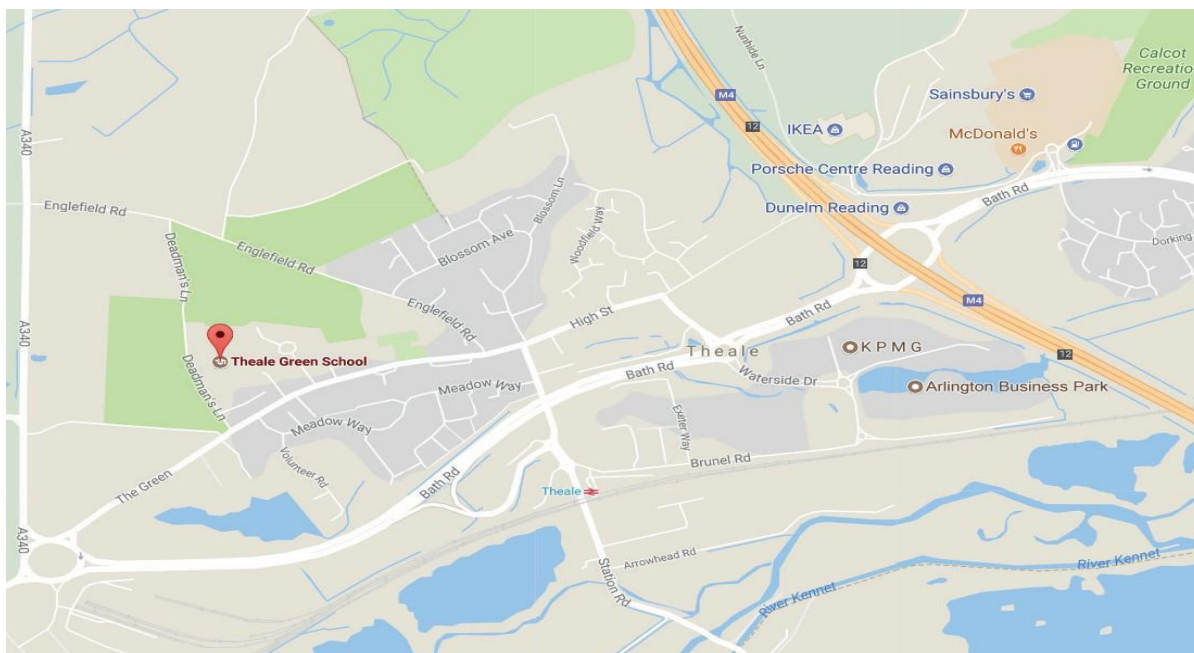 Nunhide Ln
Calcot
Recreatio
Ground
M4
Sainsbury's
12
IKEA
McDonald's
A340
Porsche Centre Reading
Bath Rd
Blossom Ln
Englefield Rd
Dunelm Reading
Woodfield Way
Deadman's Ln
Blossom Ave
Englefield Rd
Dorking
12
Englefield Rd
M4
High St
Bath Rd
A340
Theale
KPMG
12
Theale Green School
Bath Rd
Waterside Dr
Meadow Way
Arlington Business Park
Deadman's Ln
Exeter Way
Meadow Way
Brunel Rd
Volunteer Rd
The Green
Bath Rd
Theale
A340
Arrowhead Rd
Station Rd
River Kennet
River Kennet